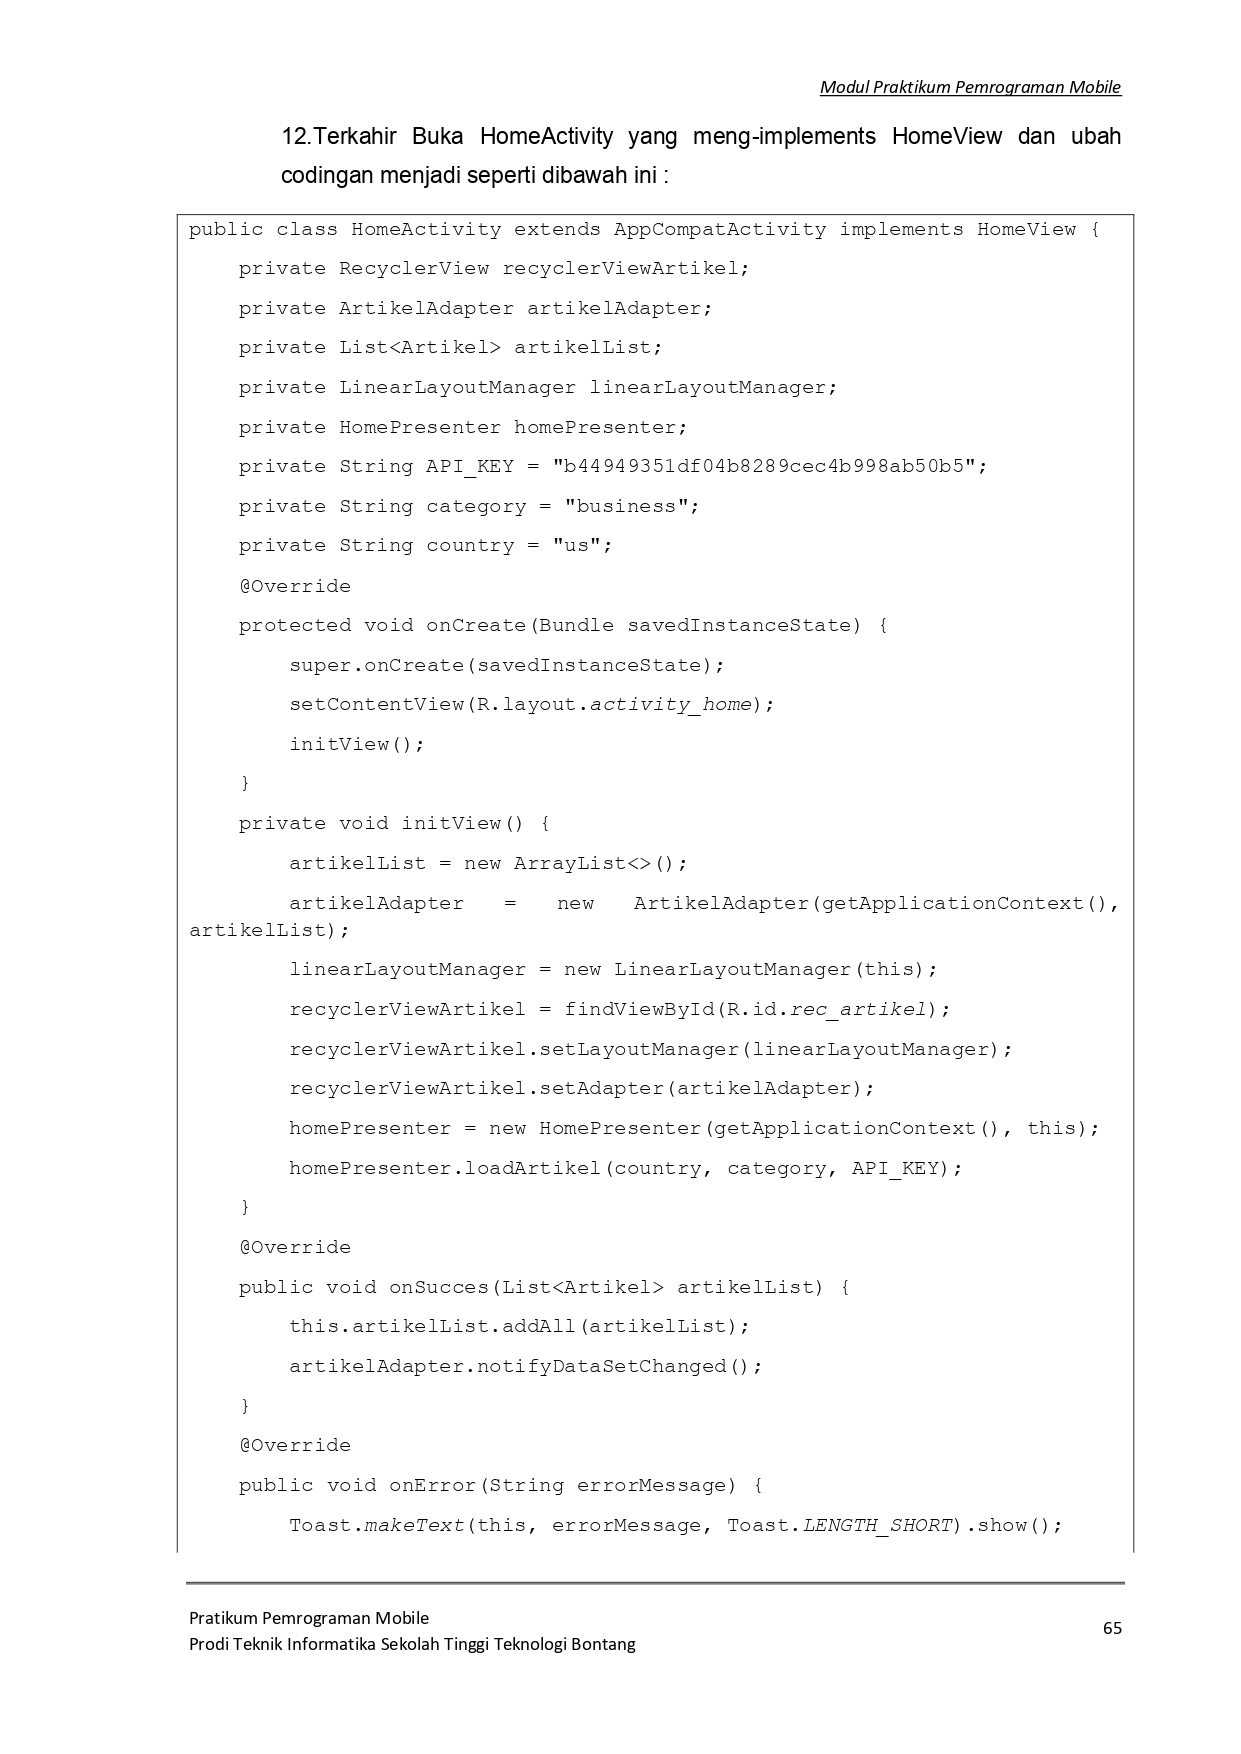 Modul Praktikum Pemrograman Mobile
12.Terkahir Buka HomeActivity yang meng-implements HomeView dan ubah
codingan menjadi seperti dibawah ini :
public class HomeActivity extends AppCompatActivity implements HomeView {
    private RecyclerView recyclerViewArtikel;
    private ArtikelAdapter artikelAdapter;
    private List<Artikel> artikelList;
    private LinearLayoutManager linearLayoutManager;
    private HomePresenter homePresenter;
    private String API_KEY = "b44949351df04b8289cec4b998ab50b5";
    private String category = "business";
    private String country = "us";
    @Override
    protected void onCreate(Bundle savedInstanceState) {
        super.onCreate(savedInstanceState);
        setContentView(R.layout.activity_home);
        initView();
    }
    private void initView() {
        artikelList = new ArrayList<>();
        artikelAdapter = new ArtikelAdapter(getApplicationContext(),
artikelList);
        linearLayoutManager = new LinearLayoutManager(this);
        recyclerViewArtikel = findViewById(R.id.rec_artikel);
        recyclerViewArtikel.setLayoutManager(linearLayoutManager);
        recyclerViewArtikel.setAdapter(artikelAdapter);
        homePresenter = new HomePresenter(getApplicationContext(), this);
        homePresenter.loadArtikel(country, category, API_KEY);
    }
    @Override
    public void onSucces(List<Artikel> artikelList) {
        this.artikelList.addAll(artikelList);
        artikelAdapter.notifyDataSetChanged();
    }
    @Override
    public void onError(String errorMessage) {
        Toast.makeText(this, errorMessage, Toast.LENGTH_SHORT).show();
Pratikum Pemrograman Mobile
Prodi Teknik Informatika Sekolah Tinggi Teknologi Bontang
65